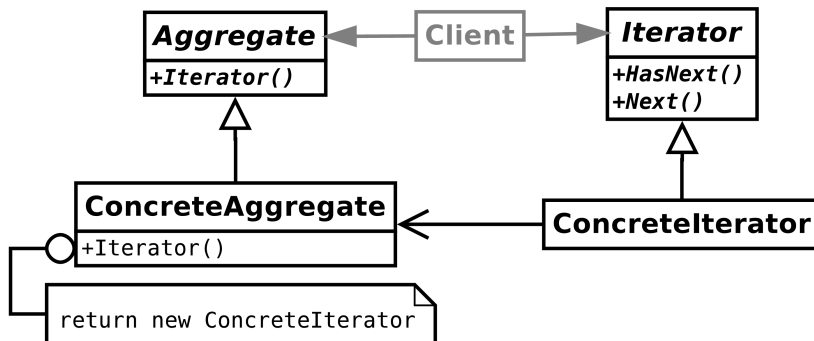 Aggregate
+Iterator()
Client
Iterator
+HasNext()
+Next()
ConcreteAggregate
+Iterator()
ConcreteIterator
return new ConcreteIterator